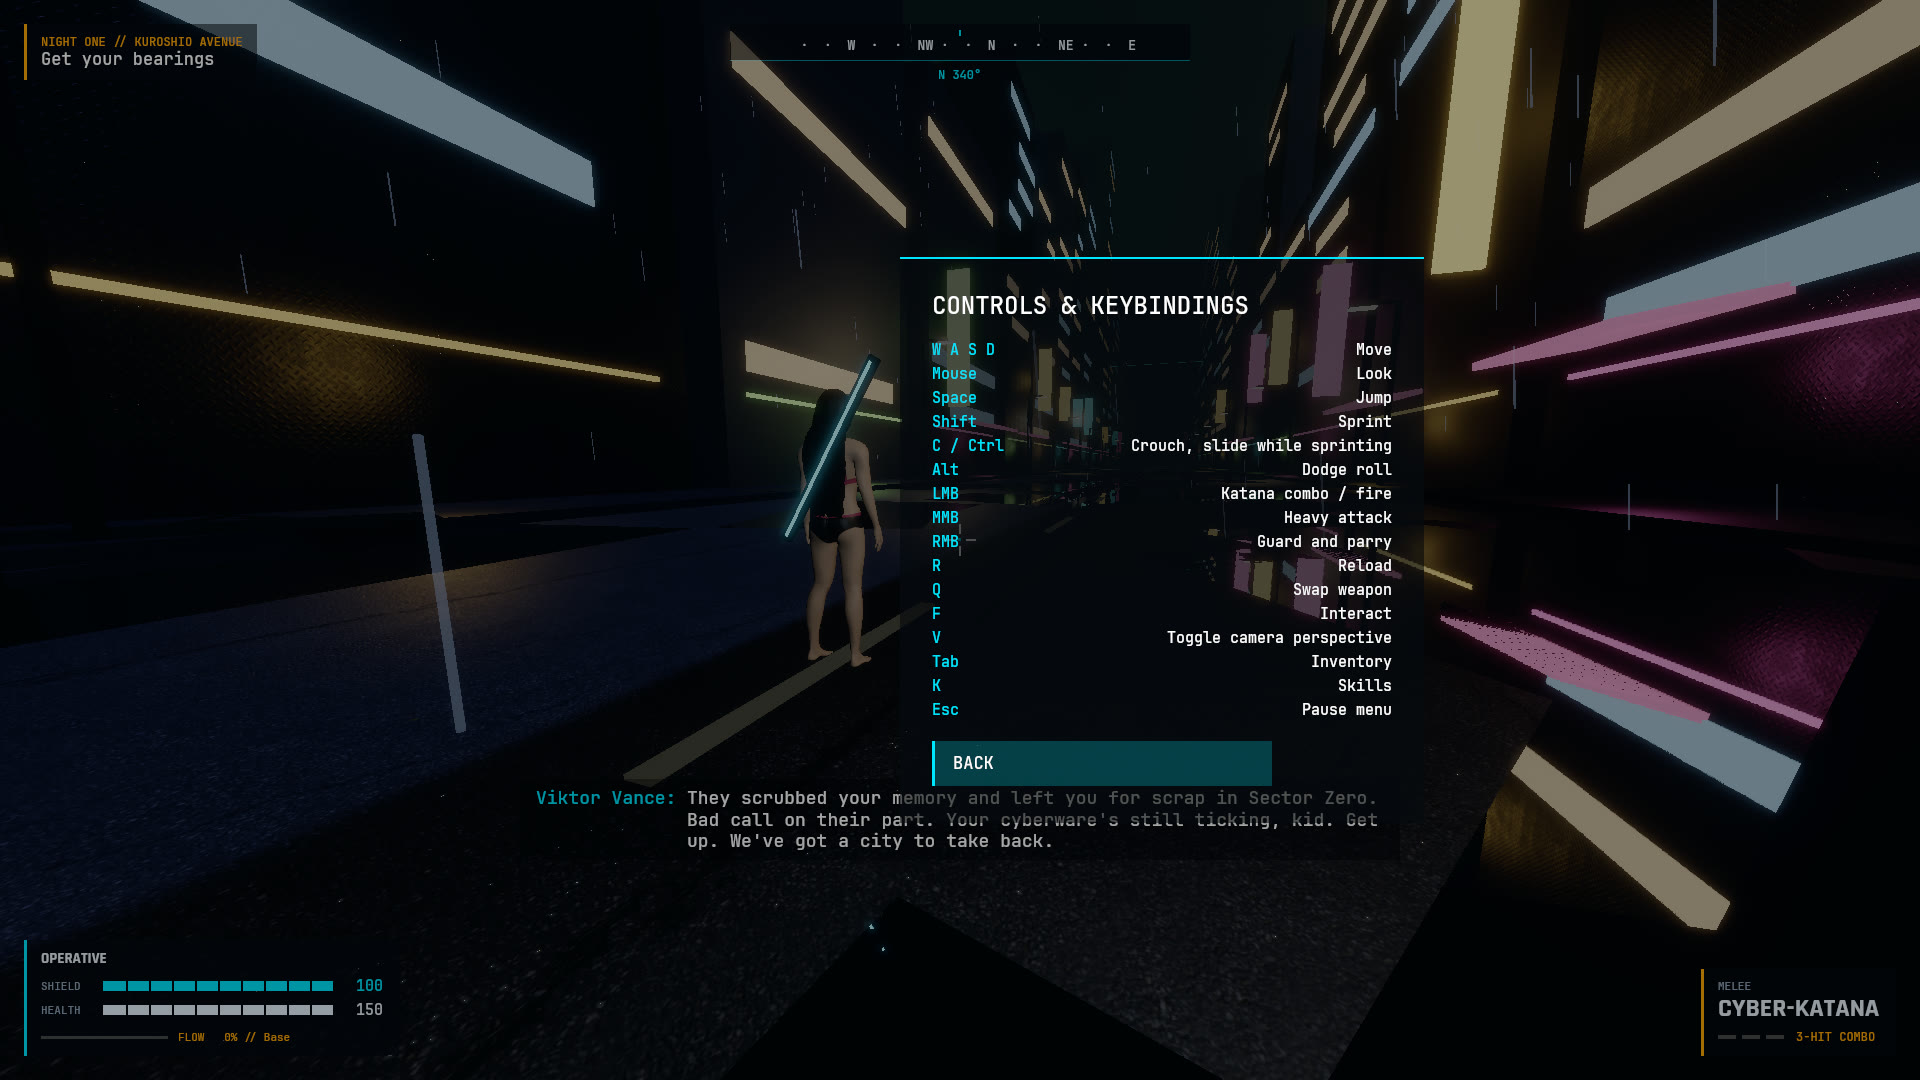 NIGHT ONE // KUROSHIO AVENUE
Get your bearings
· · W · · NW · · N · · NE · · E
N 340°
CONTROLS & KEYBINDINGS
W A S D Move
Mouse Look
Space Jump
Shift Sprint
C / Ctrl Crouch, slide while sprinting
Alt Dodge roll
LMB Katana combo / fire
MMB Heavy attack
RMB Guard and parry
R Reload
Q Swap weapon
F Interact
V Toggle camera perspective
Tab Inventory
K Skills
Esc Pause menu
BACK
Viktor Vance: They scrubbed your memory and left you for scrap in Sector Zero.
Bad call on their part. Your cyberware's still ticking, kid. Get
up. We've got a city to take back.
OPERATIVE
SHIELD 100
HEALTH 150
FLOW 0% // Base
MELEE
CYBER-KATANA
3-HIT COMBO